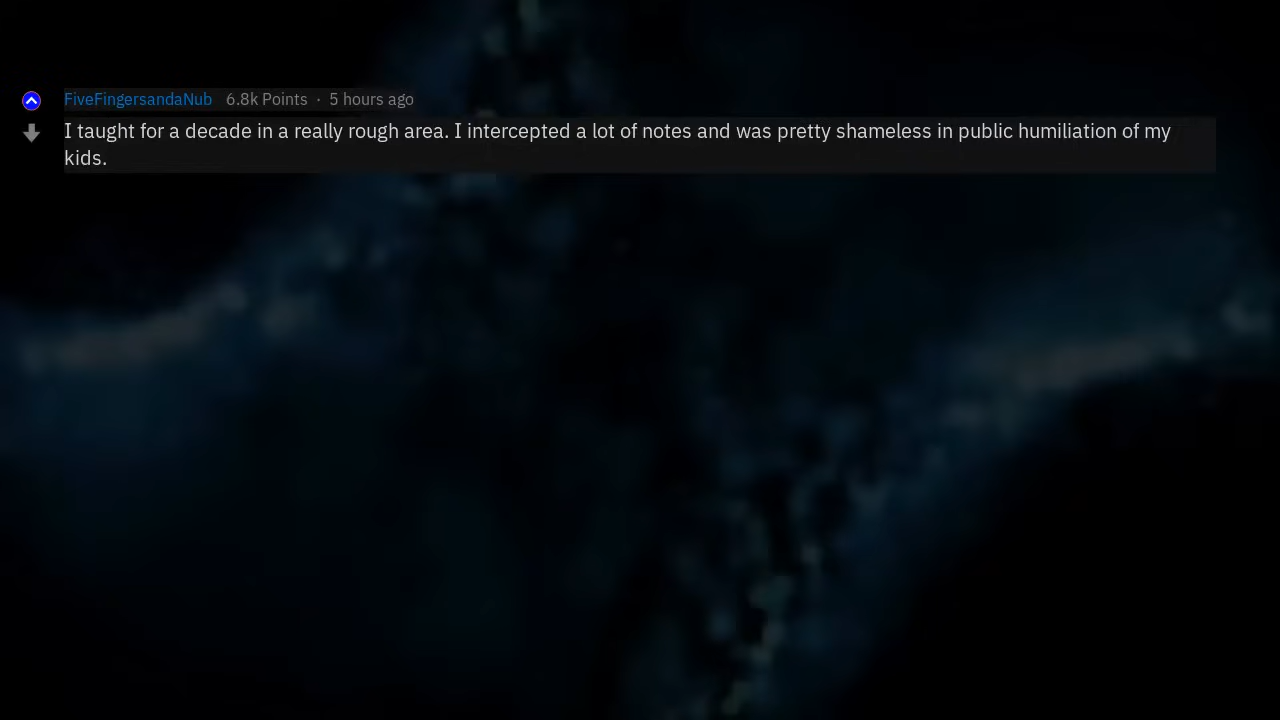 FiveFingersandaNub 6.8k Points · 5 hours ago
I taught for a decade in a really rough area. I intercepted a lot of notes and was pretty shameless in public humiliation of my
kids.